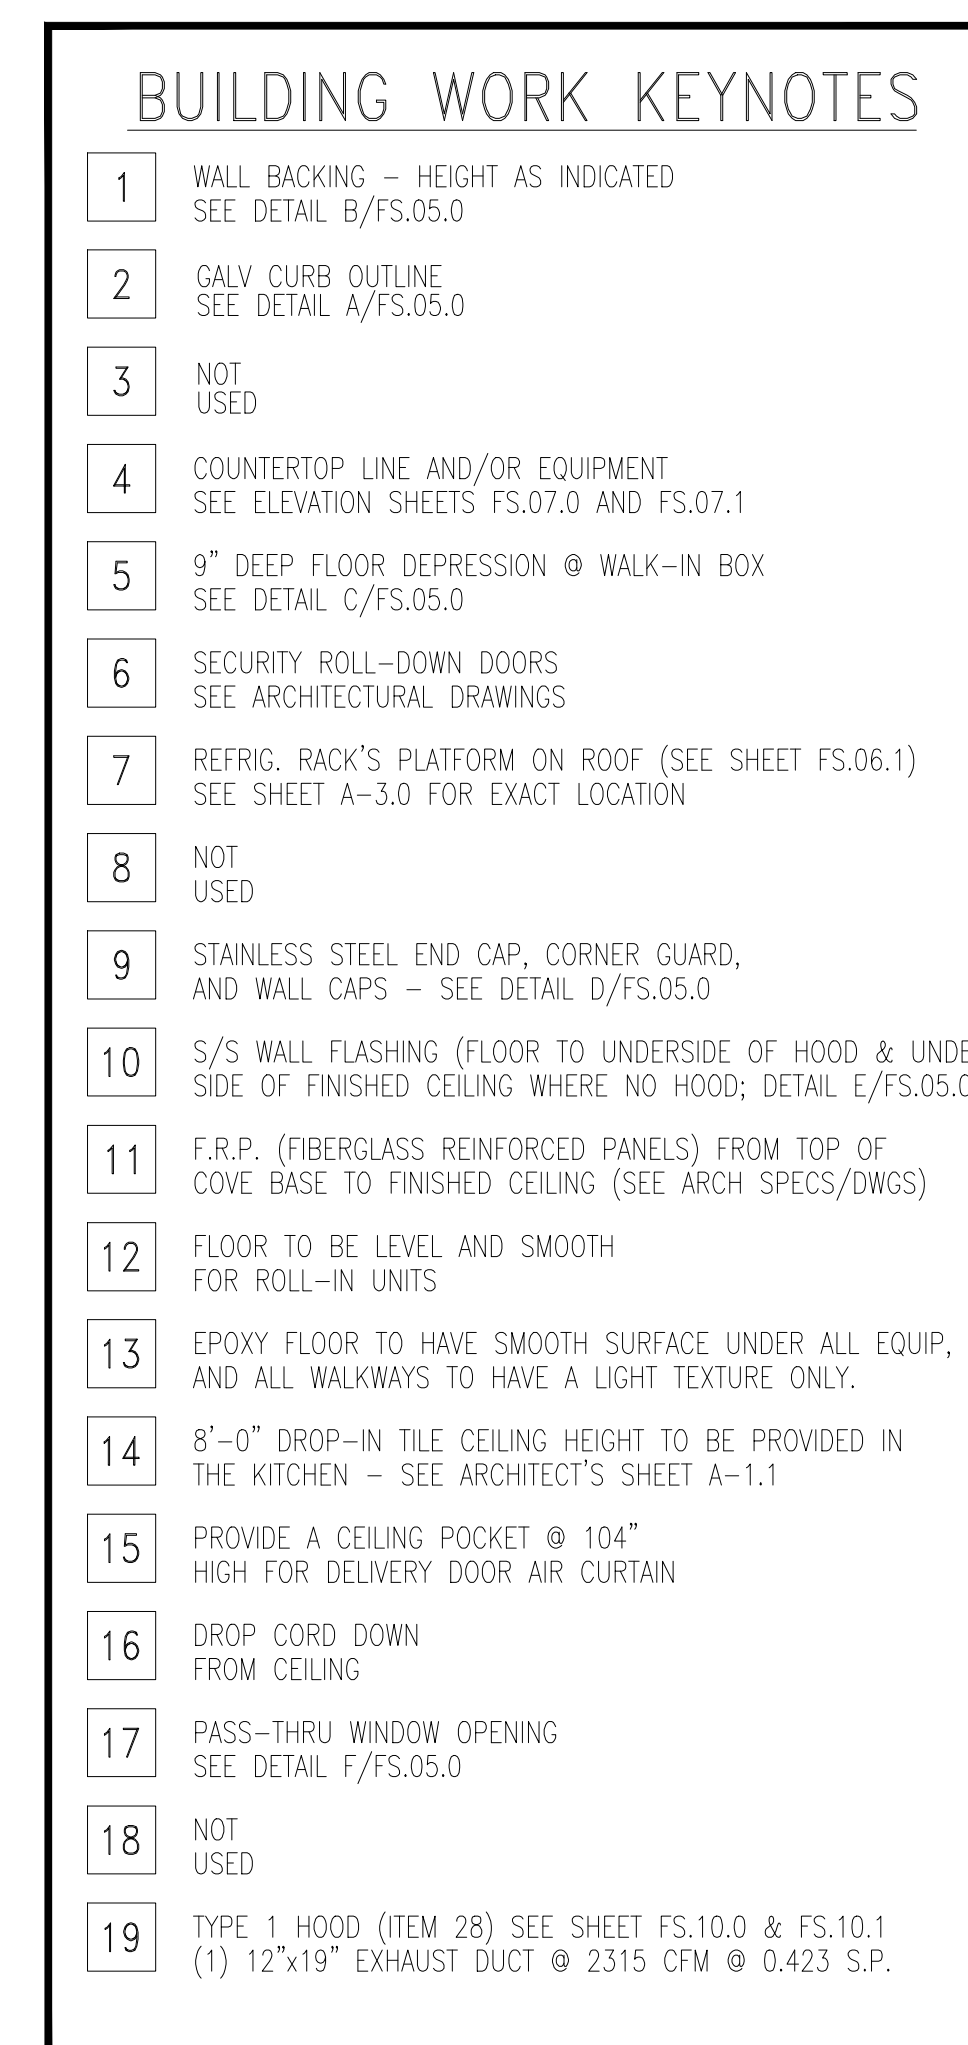 BUILDING WORK KEYNOTES
1 WALL BACKING – HEIGHT AS INDICATED
SEE DETAIL B/FS.05.0
2 GALV CURB OUTLINE
SEE DETAIL A/FS.05.0
3 NOT
USED
4 COUNTERTOP LINE AND/OR EQUIPMENT
SEE ELEVATION SHEETS FS.07.0 AND FS.07.1
5 9" DEEP FLOOR DEPRESSION @ WALK–IN BOX
SEE DETAIL C/FS.05.0
6 SECURITY ROLL–DOWN DOORS
SEE ARCHITECTURAL DRAWINGS
7 REFRIG. RACK'S PLATFORM ON ROOF (SEE SHEET FS.06.1)
SEE SHEET A–3.0 FOR EXACT LOCATION
8 NOT
USED
9 STAINLESS STEEL END CAP, CORNER GUARD,
AND WALL CAPS – SEE DETAIL D/FS.05.0
10 S/S WALL FLASHING (FLOOR TO UNDERSIDE OF HOOD & UNDE
SIDE OF FINISHED CEILING WHERE NO HOOD; DETAIL E/FS.05.0
11 F.R.P. (FIBERGLASS REINFORCED PANELS) FROM TOP OF
COVE BASE TO FINISHED CEILING (SEE ARCH SPECS/DWGS)
12 FLOOR TO BE LEVEL AND SMOOTH
FOR ROLL–IN UNITS
13 EPOXY FLOOR TO HAVE SMOOTH SURFACE UNDER ALL EQUIP,
AND ALL WALKWAYS TO HAVE A LIGHT TEXTURE ONLY.
14 8'–0" DROP–IN TILE CEILING HEIGHT TO BE PROVIDED IN
THE KITCHEN – SEE ARCHITECT'S SHEET A–1.1
15 PROVIDE A CEILING POCKET @ 104"
HIGH FOR DELIVERY DOOR AIR CURTAIN
16 DROP CORD DOWN
FROM CEILING
17 PASS–THRU WINDOW OPENING
SEE DETAIL F/FS.05.0
18 NOT
USED
19 TYPE 1 HOOD (ITEM 28) SEE SHEET FS.10.0 & FS.10.1
(1) 12"x19" EXHAUST DUCT @ 2315 CFM @ 0.423 S.P.